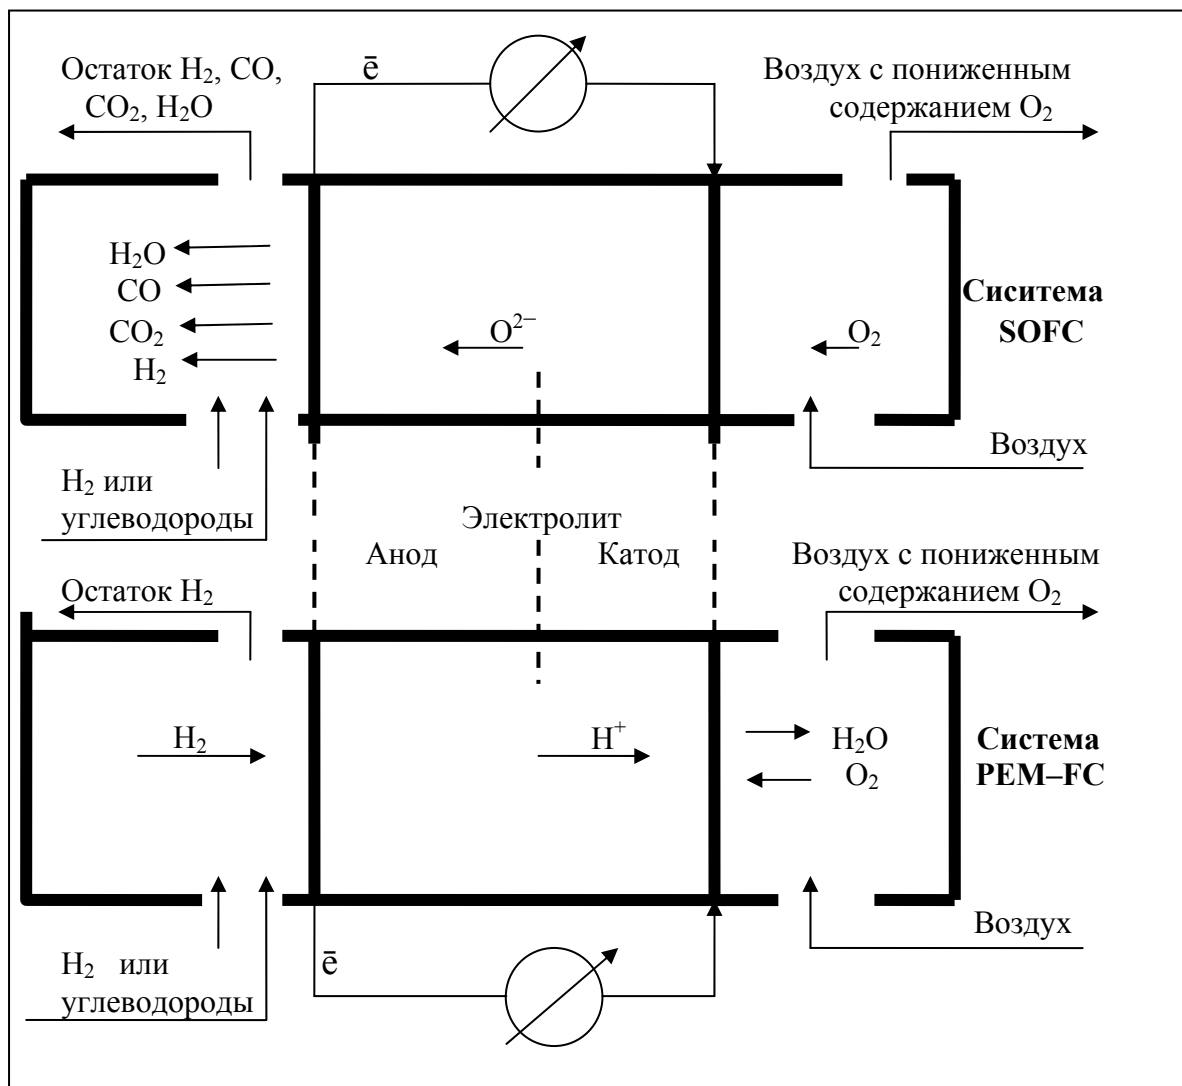 Остаток H₂, CO,
CO₂, H₂O
ē
Воздух с пониженным
содержанием O₂
H₂O
CO
CO₂
H₂
O²⁻
O₂
Сиситема
SOFC
H₂ или
углеводороды
Воздух
Электролит
Анод
Катод
Остаток H₂
Воздух с пониженным
содержанием O₂
H₂
H⁺
H₂O
O₂
Система
PEM–FC
H₂ или
углеводороды
ē
Воздух